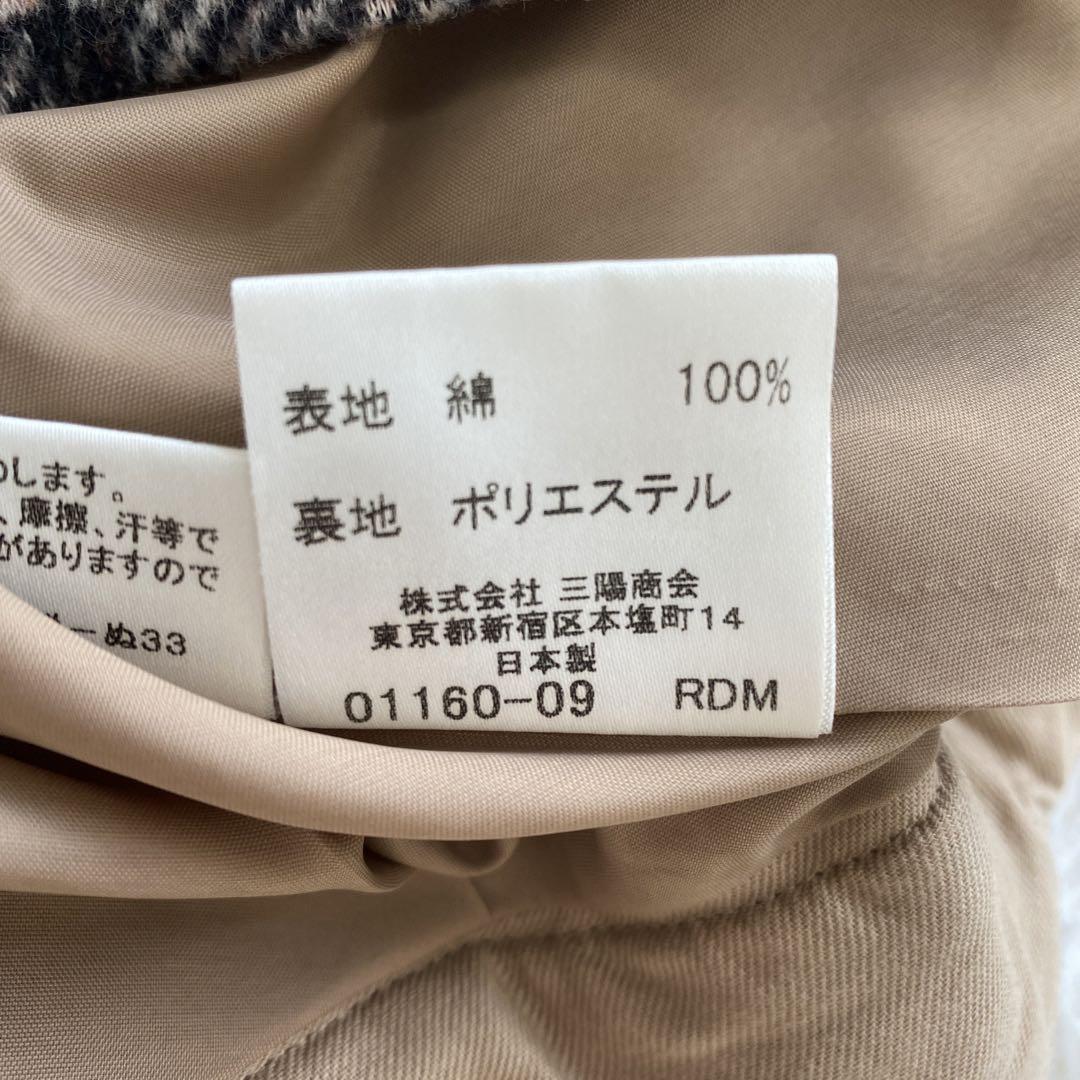 表地 綿 100%
裏地 ポリエステル
株式会社 三陽商会
東京都新宿区本塩町14
日本製
01160-09 RDM
します。
、摩擦、汗等で
がありますので
ーぬ33